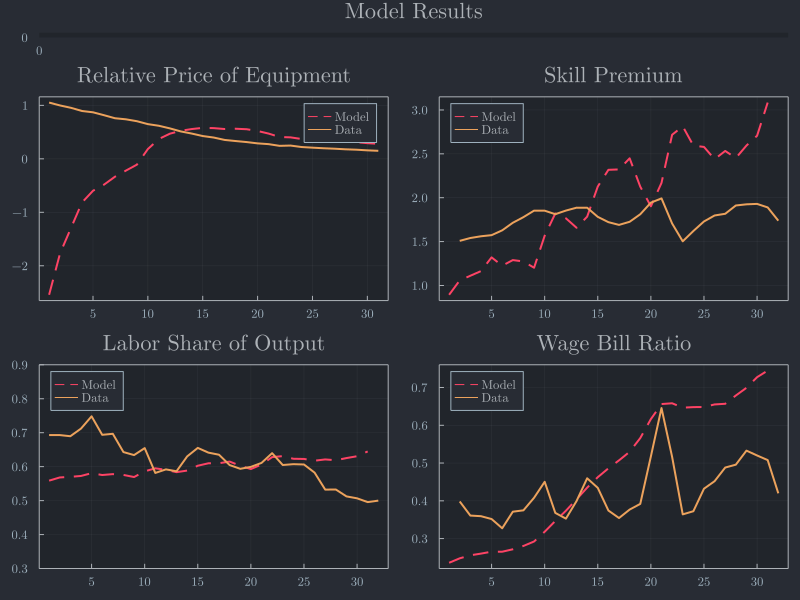 Model Results
0
0
Relative Price of Equipment
1
0
−1
−2
5 10 15 20 25 30
Model
Data
Skill Premium
3.0
2.5
2.0
1.5
1.0
5 10 15 20 25 30
Model
Data
Labor Share of Output
0.9
0.8
0.7
0.6
0.5
0.4
0.3
5 10 15 20 25 30
Model
Data
Wage Bill Ratio
0.7
0.6
0.5
0.4
0.3
5 10 15 20 25 30
Model
Data